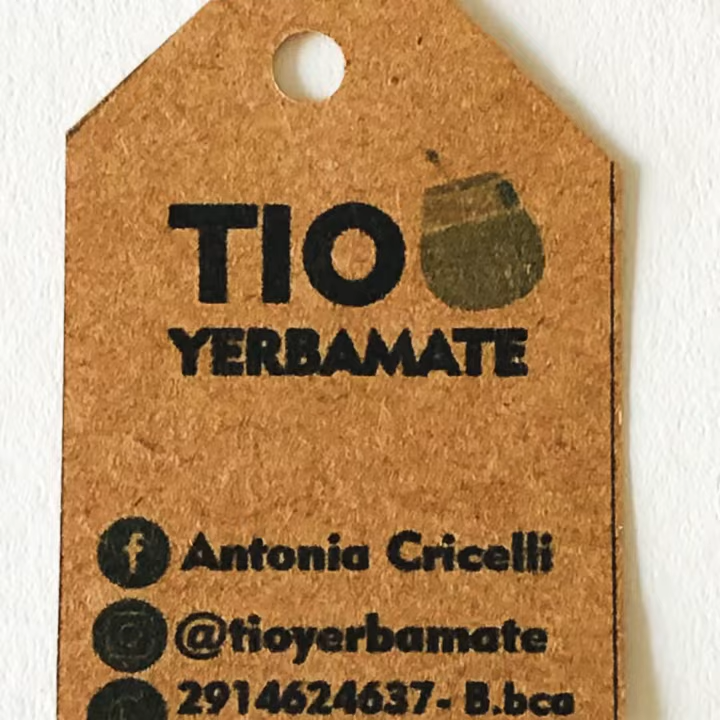 TIO
YERBAMATE
Antonia Cricelli
@tioyerbamate
2914624637- B.bca